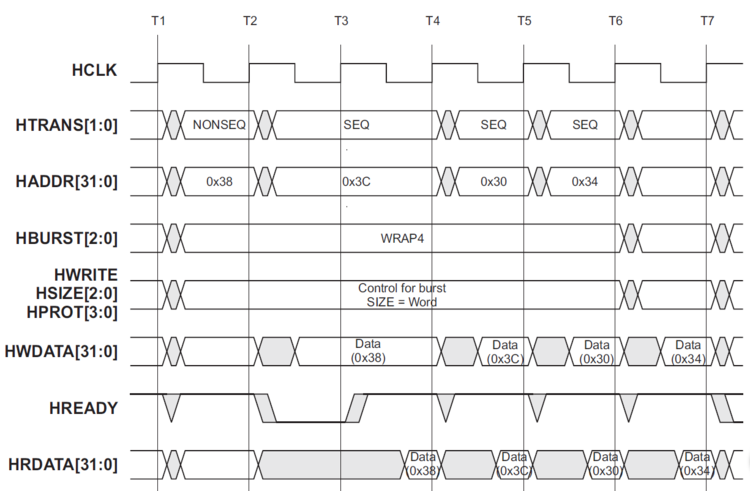 T1 T2 T3 T4 T5 T6 T7
HCLK
HTRANS[1:0] NONSEQ SEQ SEQ SEQ
HADDR[31:0] 0x38 0x3C 0x30 0x34
HBURST[2:0] WRAP4
HWRITE
HSIZE[2:0]
HPROT[3:0]
Control for burst
SIZE = Word
HWDATA[31:0]
Data
(0x38)
Data
(0x3C)
Data
(0x30)
Data
(0x34)
HREADY
HRDATA[31:0]
Data
(0x38)
Data
(0x3C)
Data
(0x30)
Data
(0x34)